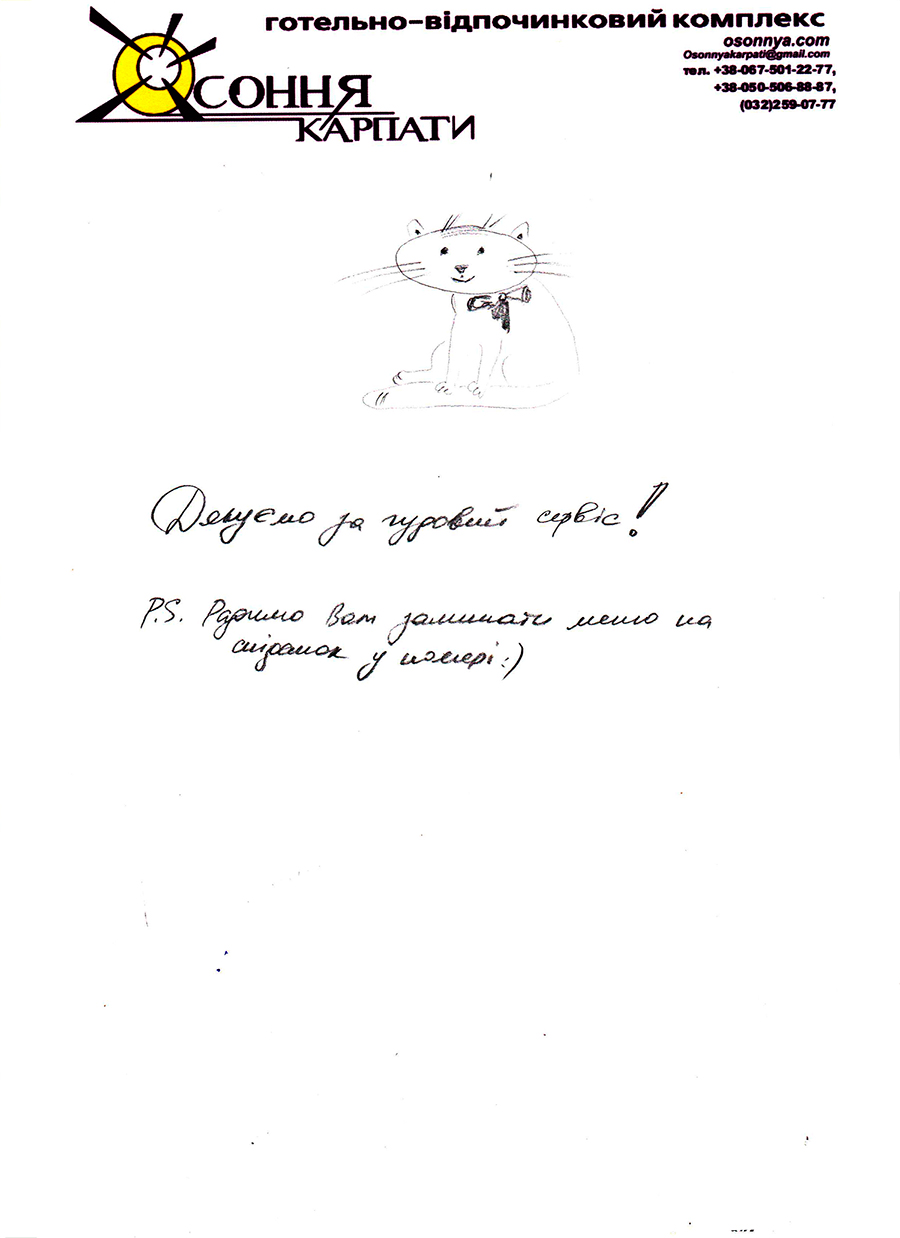 готельно-відпочинковий комплекс
osonnya.com
Osonnyakarpati@gmail.com
тел. +38-067-501-22-77,
+38-050-506-88-87,
(032)259-07-77
Осоння
Карпати
Дякуємо за чудовий сервіс!
P.S. Радимо Вам залишати меню на
сніданок у номері :)